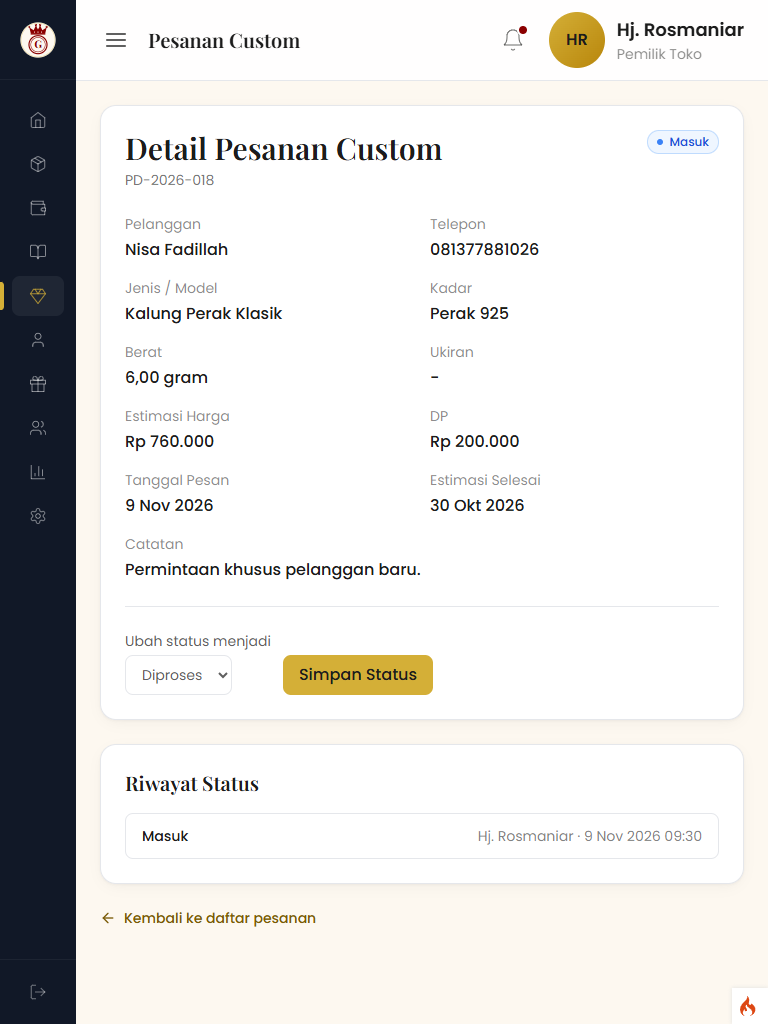 G
Pesanan Custom
HR
Hj. Rosmaniar
Pemilik Toko
Detail Pesanan Custom
Masuk
PD-2026-018
Pelanggan
Nisa Fadillah
Telepon
081377881026
Jenis / Model
Kalung Perak Klasik
Kadar
Perak 925
Berat
6,00 gram
Ukiran
-
Estimasi Harga
Rp 760.000
DP
Rp 200.000
Tanggal Pesan
9 Nov 2026
Estimasi Selesai
30 Okt 2026
Catatan
Permintaan khusus pelanggan baru.
Ubah status menjadi
Diproses
Simpan Status
Riwayat Status
Masuk
Hj. Rosmaniar · 9 Nov 2026 09:30
Kembali ke daftar pesanan